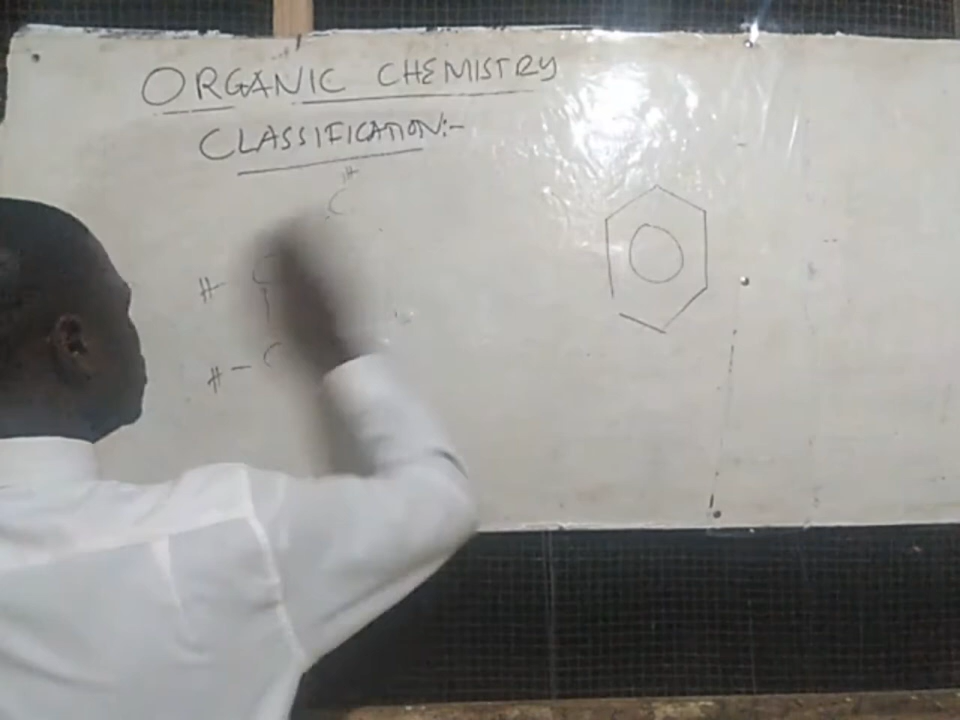 ORGANIC CHEMISTRY
CLASSIFICATION:-
H
C
H- C
H - C